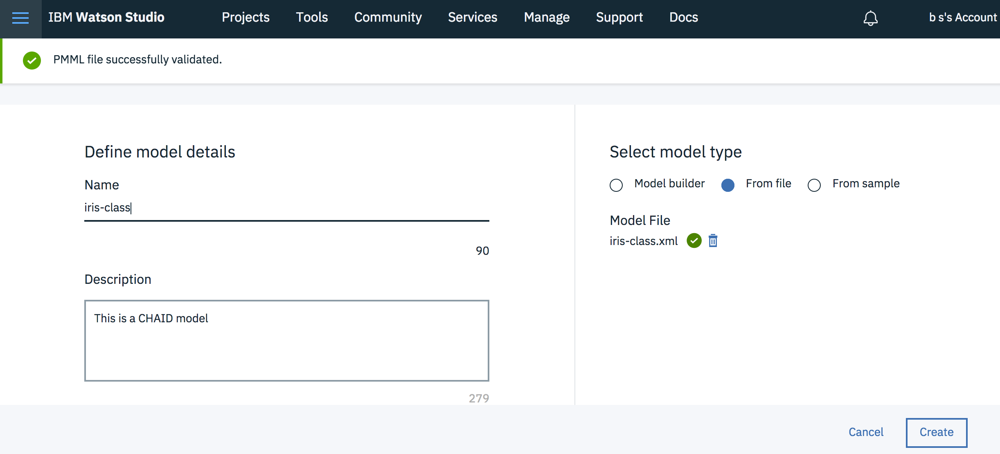 IBM Watson Studio Projects Tools Community Services Manage Support Docs b s's Account
PMML file successfully validated.
Define model details
Name
iris-class
90
Description
This is a CHAID model
279
Select model type
Model builder From file From sample
Model File
iris-class.xml
Cancel Create